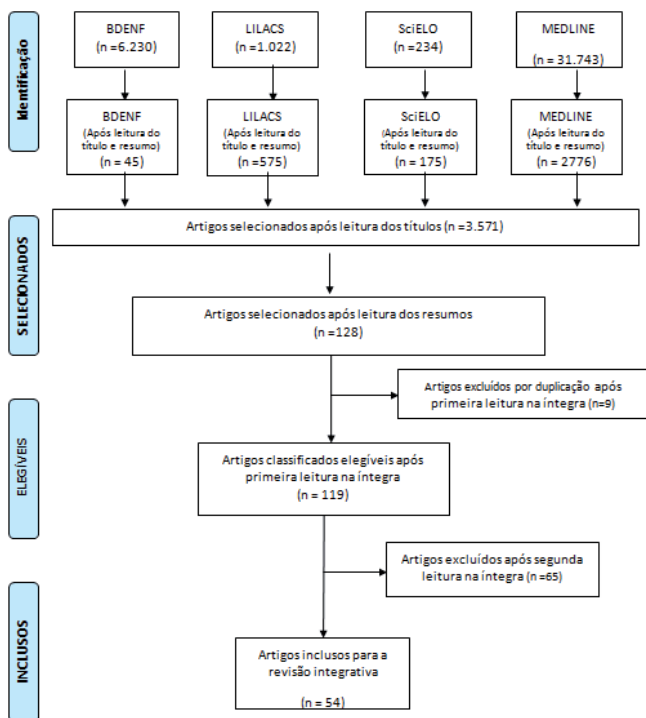 Identificação
BDENF
(n =6.230)
LILACS
(n =1.022)
SciELO
(n =234)
MEDLINE
(n = 31.743)
BDENF
(Após leitura do
título e resumo)
(n = 45)
LILACS
(Após leitura do
título e resumo)
(n =575)
SciELO
(Após leitura do
título e resumo)
(n = 175)
MEDLINE
(Após leitura do
título e resumo)
(n = 2776)
SELECIONADOS
Artigos selecionados após leitura dos títulos (n =3.571)
Artigos selecionados após leitura dos resumos
(n =128)
Artigos excluídos por duplicação após
primeira leitura na íntegra (n=9)
ELEGÍVEIS
Artigos classificados elegíveis após
primeira leitura na íntegra
(n = 119)
Artigos excluídos após segunda
leitura na íntegra (n =65)
INCLUSOS
Artigos inclusos para a
revisão integrativa
(n = 54)